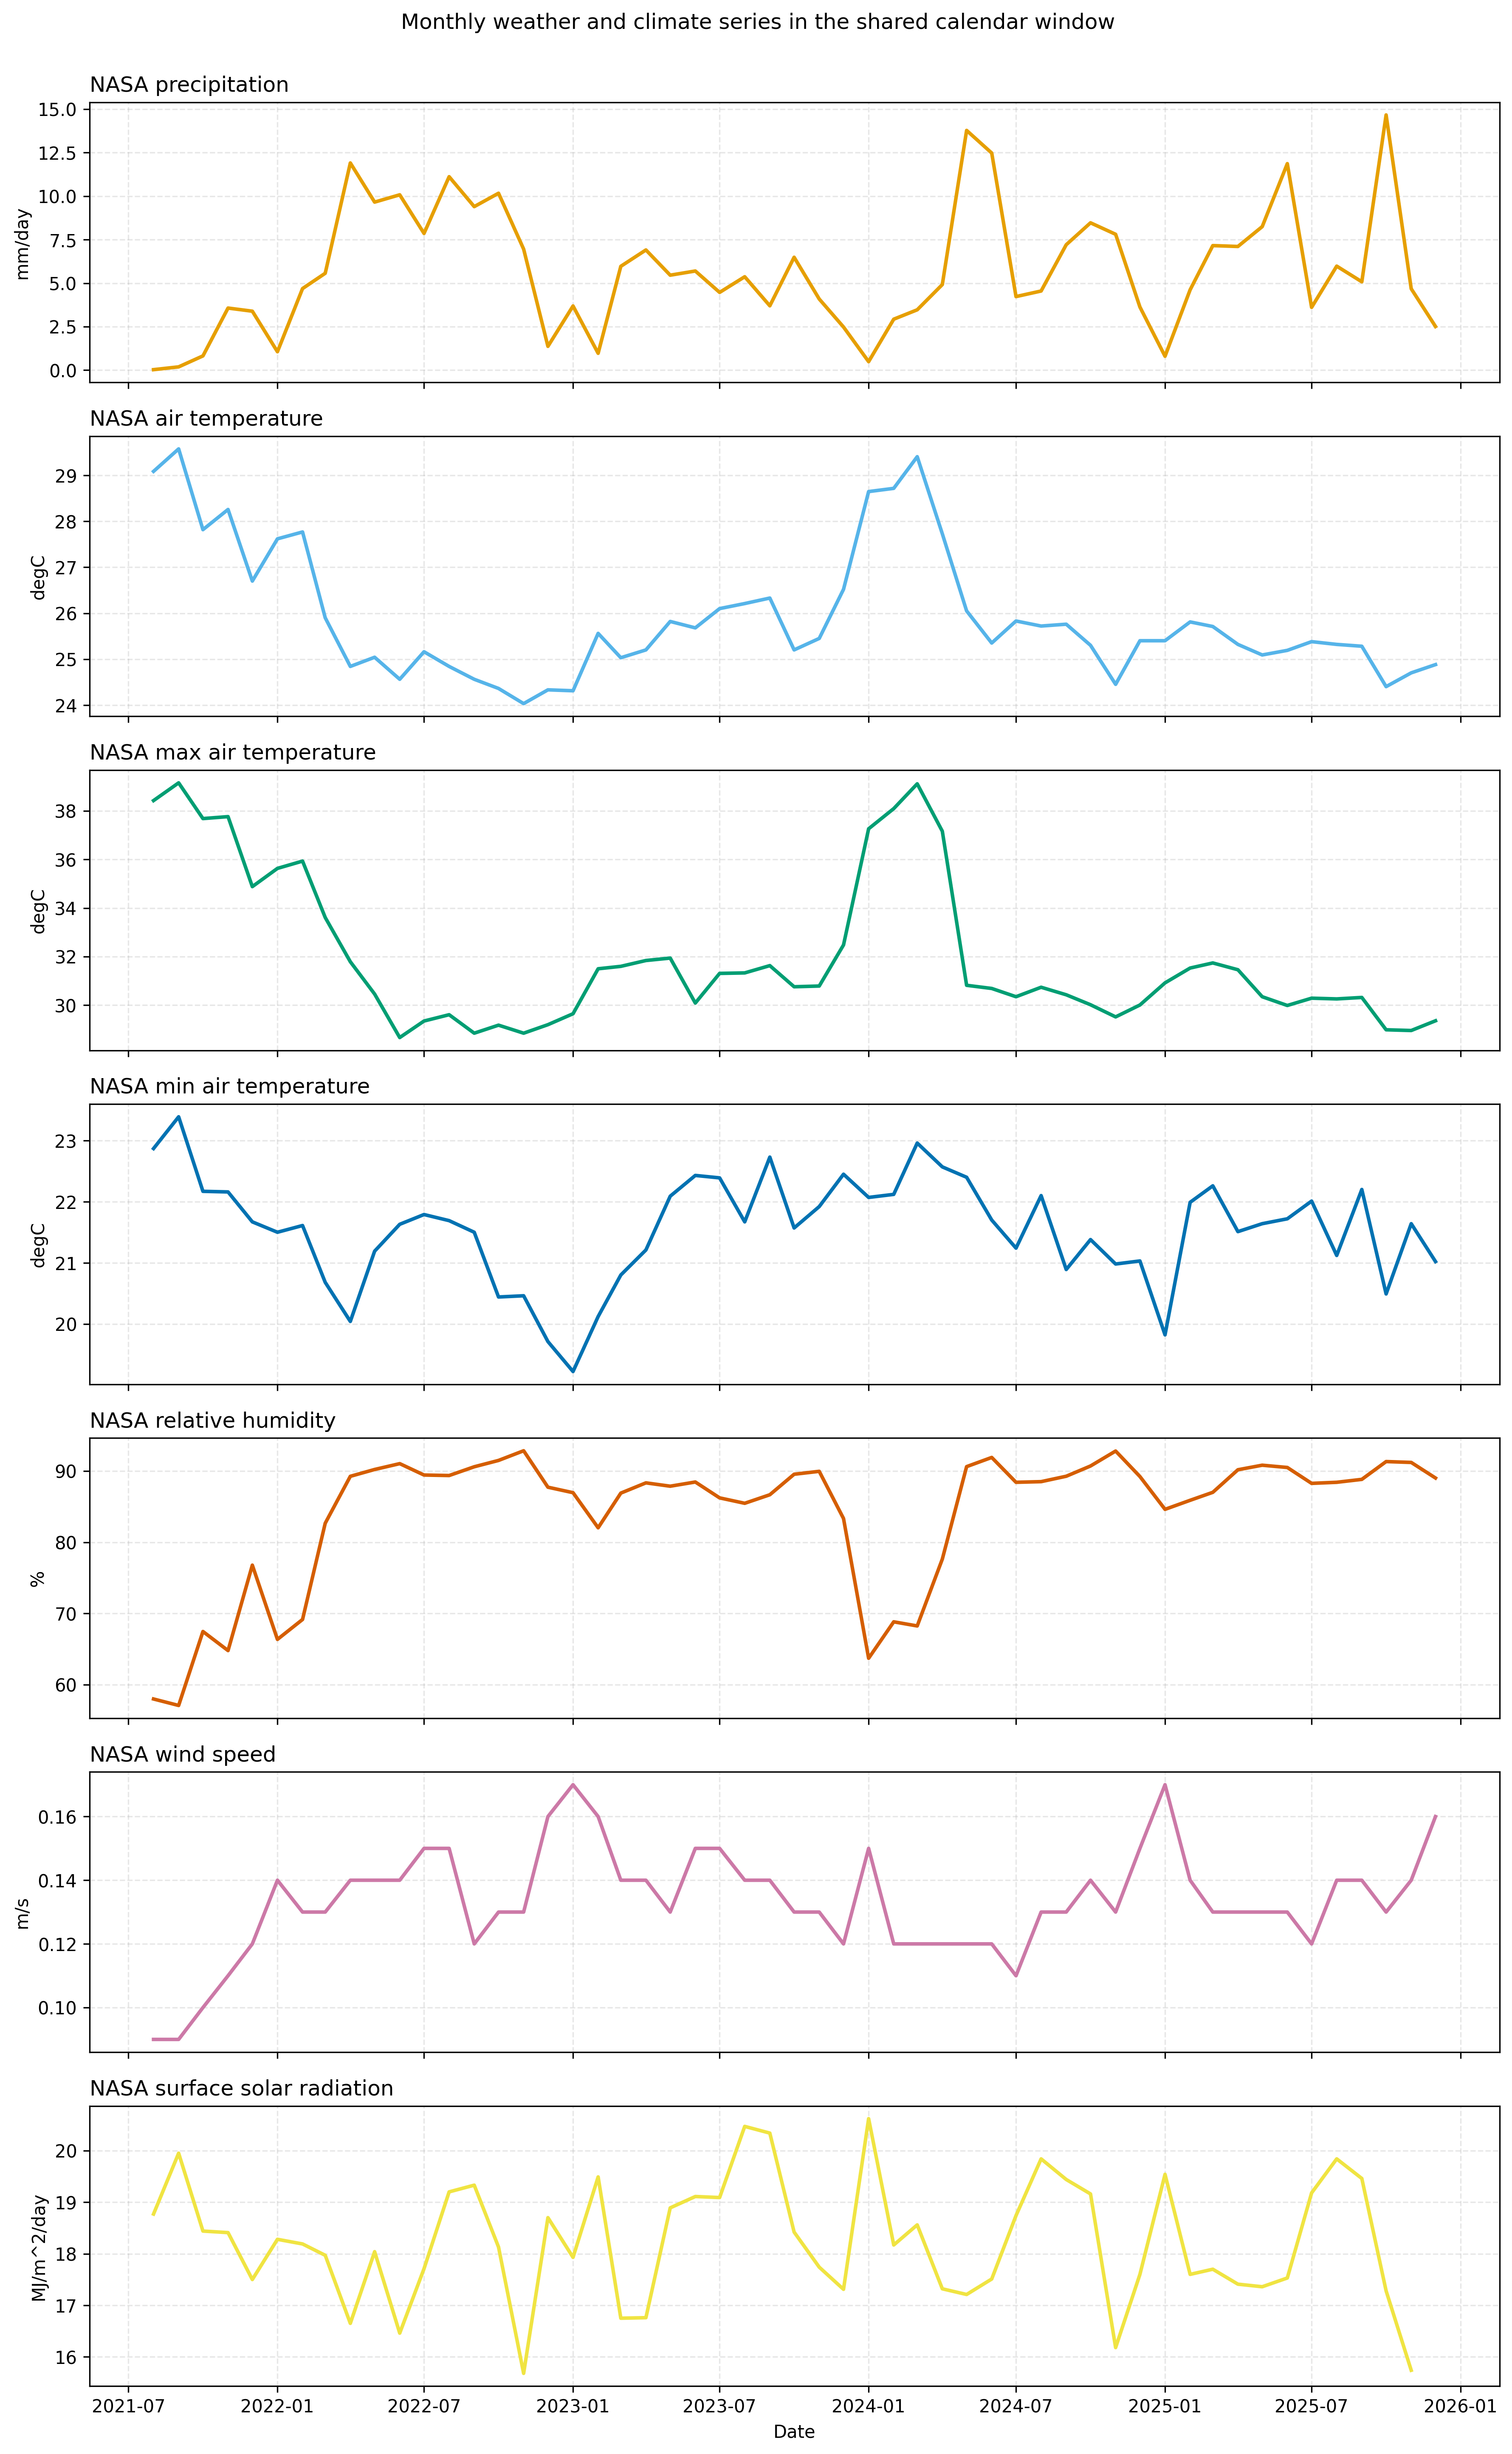 Monthly weather and climate series in the shared calendar window
NASA precipitation
15.0
12.5
10.0
7.5
5.0
2.5
0.0
mm/day
NASA air temperature
29
28
27
26
25
24
degC
NASA max air temperature
38
36
34
32
30
degC
NASA min air temperature
23
22
21
20
degC
NASA relative humidity
90
80
70
60
%
NASA wind speed
0.16
0.14
0.12
0.10
m/s
NASA surface solar radiation
20
19
18
17
16
MJ/m^2/day
2021-07 2022-01 2022-07 2023-01 2023-07 2024-01 2024-07 2025-01 2025-07 2026-01
Date